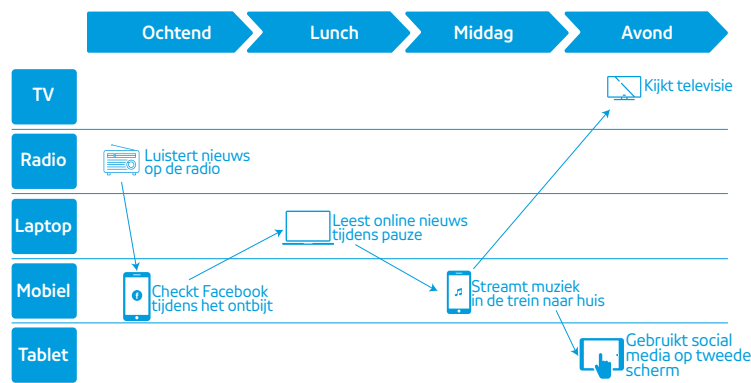 Ochtend
Lunch
Middag
Avond
TV
Kijkt televisie
Radio
Luistert nieuws
op de radio
Laptop
Leest online nieuws
tijdens pauze
Mobiel
Checkt Facebook
tijdens het ontbijt
Streamt muziek
in de trein naar huis
Tablet
Gebruikt social
media op tweede
scherm